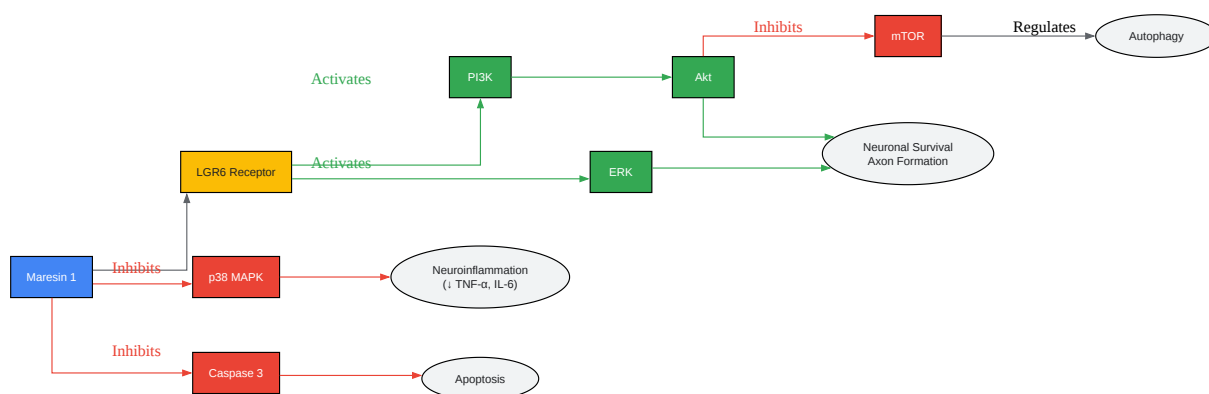 Inhibits
Regulates
mTOR
Autophagy
Activates
PI3K
Akt
Neuronal Survival
Axon Formation
Activates
LGR6 Receptor
ERK
Inhibits
Maresin 1
p38 MAPK
Neuroinflammation
(↓ TNF-α, IL-6)
Inhibits
Caspase 3
Apoptosis